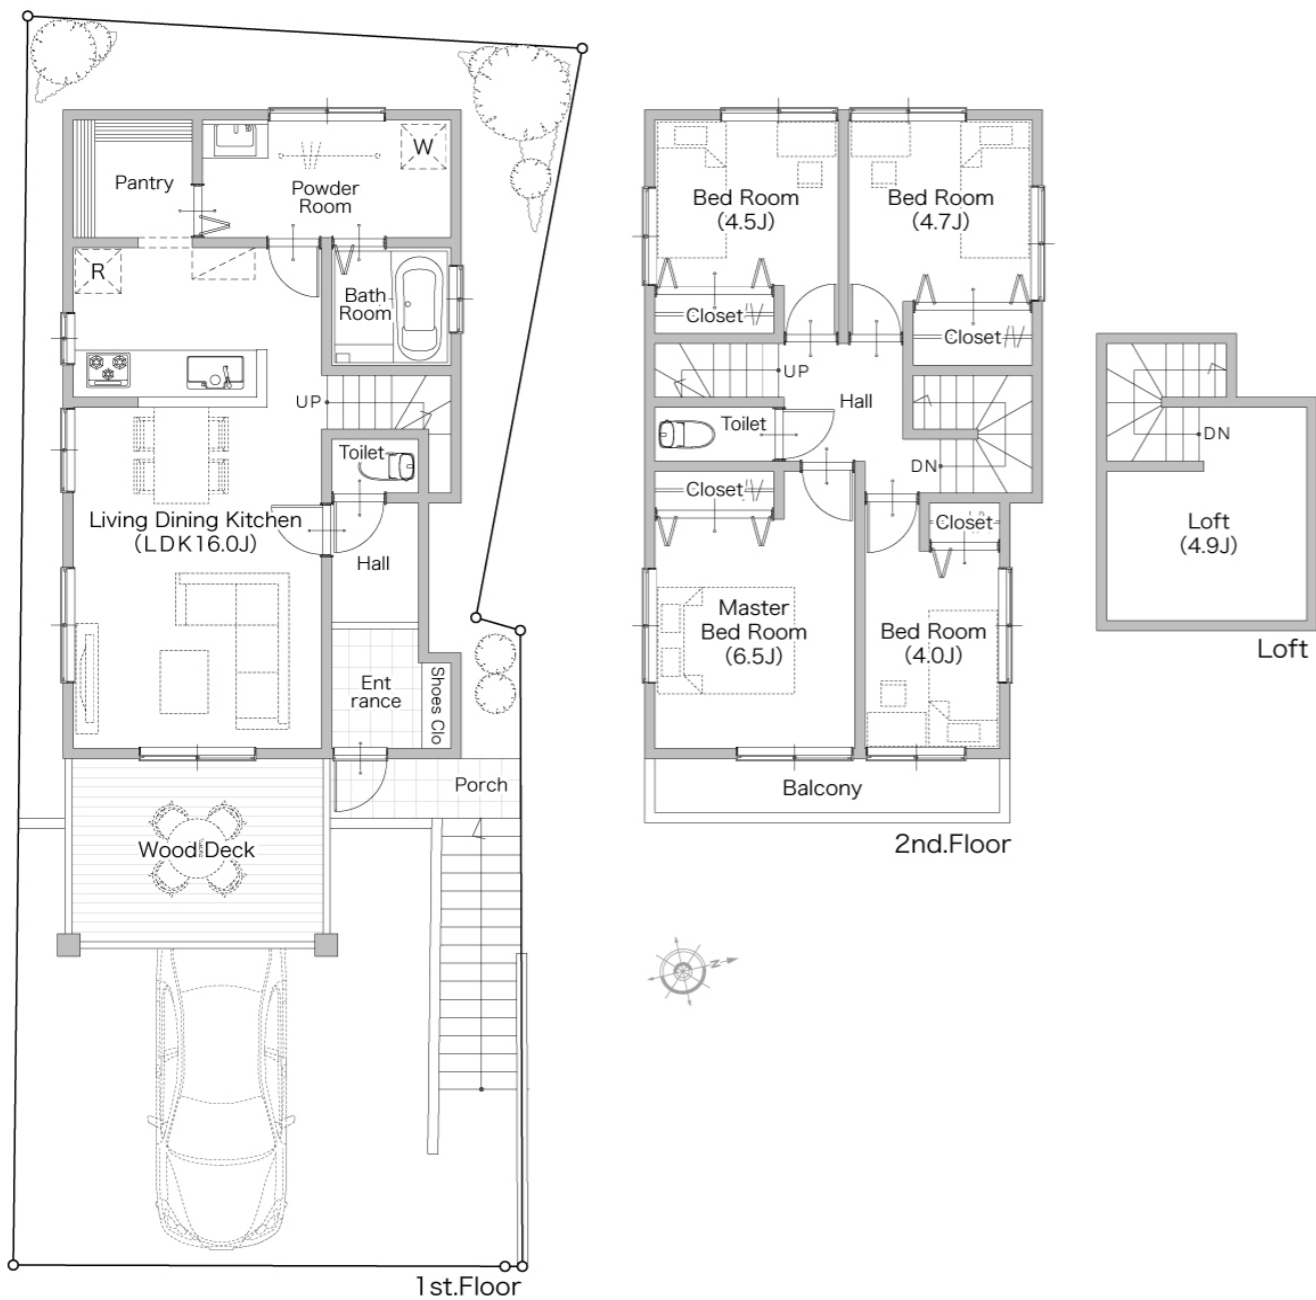 Pantry
Powder
Room
W
R
Bath
Room
UP
Toilet
Living Dining Kitchen
(LDK16.0J)
Hall
Ent
rance
Shoes Clo
Porch
Wood Deck
1st.Floor
Bed Room
(4.5J)
Bed Room
(4.7J)
Closet
Closet
UP
Hall
Toilet
DN
Closet
Closet
Master
Bed Room
(6.5J)
Bed Room
(4.0J)
Balcony
2nd.Floor
N
DN
Loft
(4.9J)
Loft